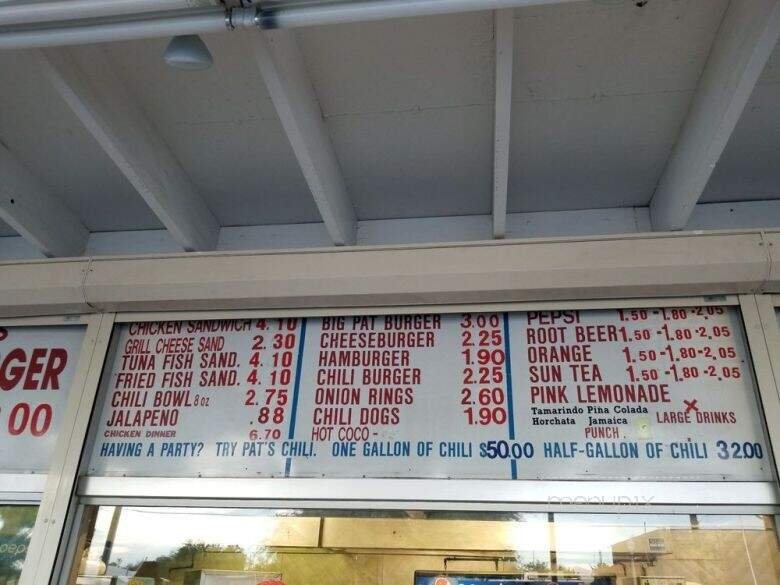 GER
00
CHICKEN SANDWICH 4.10
GRILL CHEESE SAND 2.30
TUNA FISH SAND. 4.10
FRIED FISH SAND. 4.10
CHILI BOWL 8 OZ 2.75
JALAPENO .88
CHICKEN DINNER 6.70
BIG PAT BURGER 3.00
CHEESEBURGER 2.25
HAMBURGER 1.90
CHILI BURGER 2.25
ONION RINGS 2.60
CHILI DOGS 1.90
HOT COCO -
PEPSI 1.50 -1.80 -2.05
ROOT BEER 1.50 -1.80 -2.05
ORANGE 1.50 -1.80 -2.05
SUN TEA 1.50 -1.80 -2.05
PINK LEMONADE
Tamarindo Piña Colada
Horchata Jamaica
LARGE DRINKS
PUNCH.
HAVING A PARTY? TRY PAT'S CHILI. ONE GALLON OF CHILI $50.00 HALF-GALLON OF CHILI 32.00
menupix